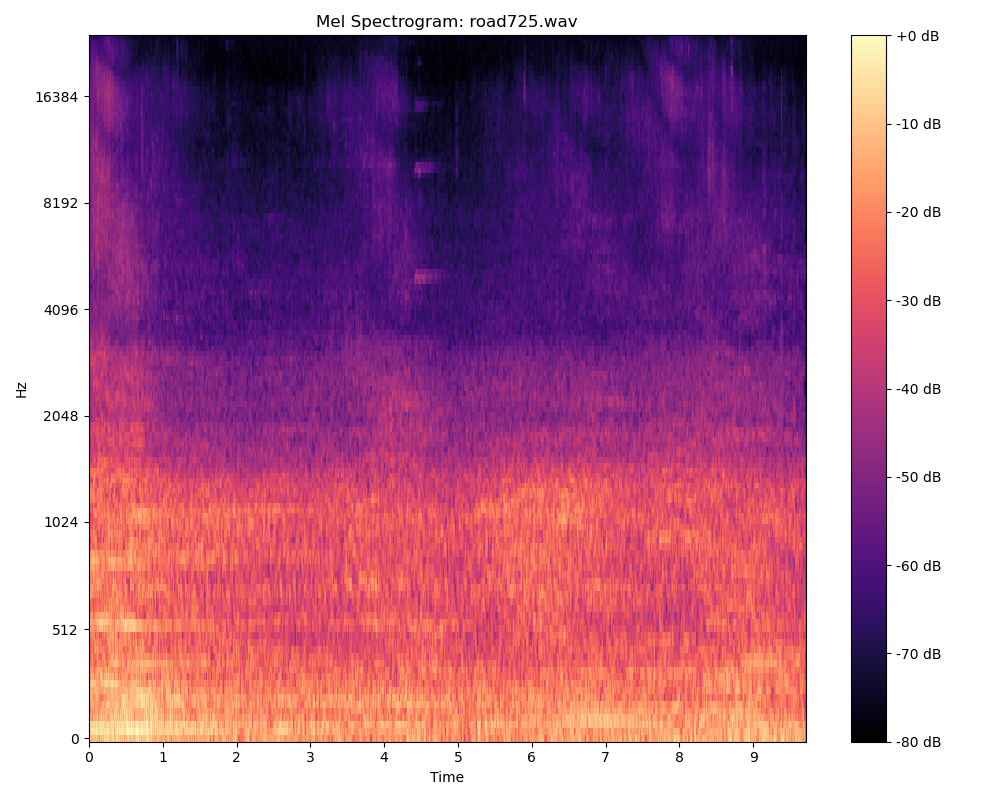 Mel Spectrogram: road725.wav
+0 dB
16384
-10 dB
8192
-20 dB
4096
-30 dB
Hz
2048
-40 dB
-50 dB
1024
-60 dB
512
-70 dB
0
-80 dB
0 1 2 3 4 5 6 7 8 9
Time